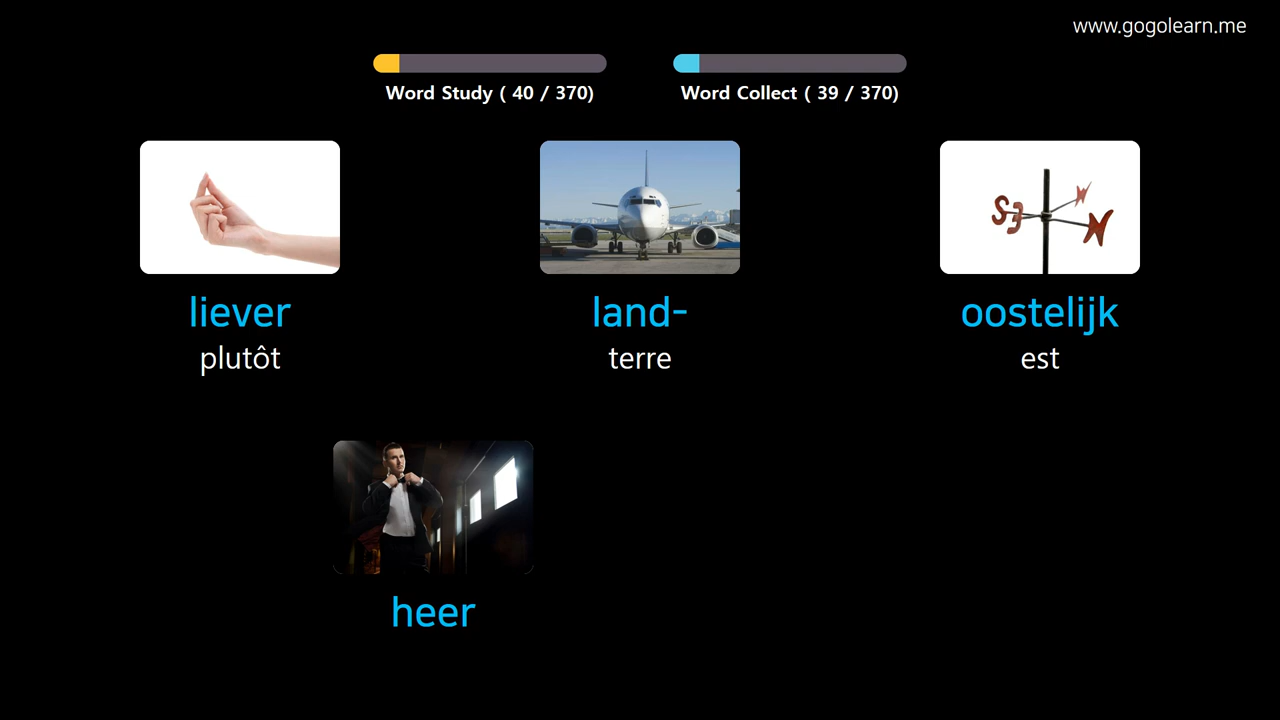 www.gogolearn.me
Word Study ( 40 / 370)
Word Collect ( 39 / 370)
liever
plutôt
land-
terre
oostelijk
est
heer